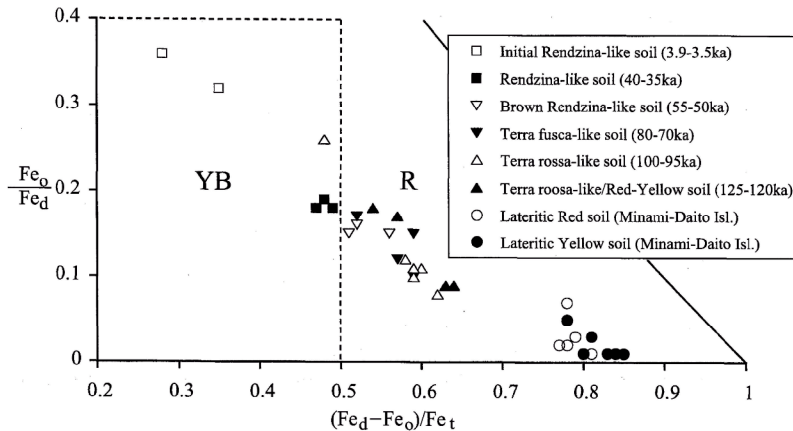 0.4
0.3
0.2
0.1
0
Fe_o
Fe_d
YB
R
Initial Rendzina-like soil (3.9-3.5ka)
Rendzina-like soil (40-35ka)
Brown Rendzina-like soil (55-50ka)
Terra fusca-like soil (80-70ka)
Terra rossa-like soil (100-95ka)
Terra roosa-like/Red-Yellow soil (125-120ka)
Lateritic Red soil (Minami-Daito Isl.)
Lateritic Yellow soil (Minami-Daito Isl.)
0.2 0.3 0.4 0.5 0.6 0.7 0.8 0.9 1
(Fe_d−Fe_o)/Fe_t